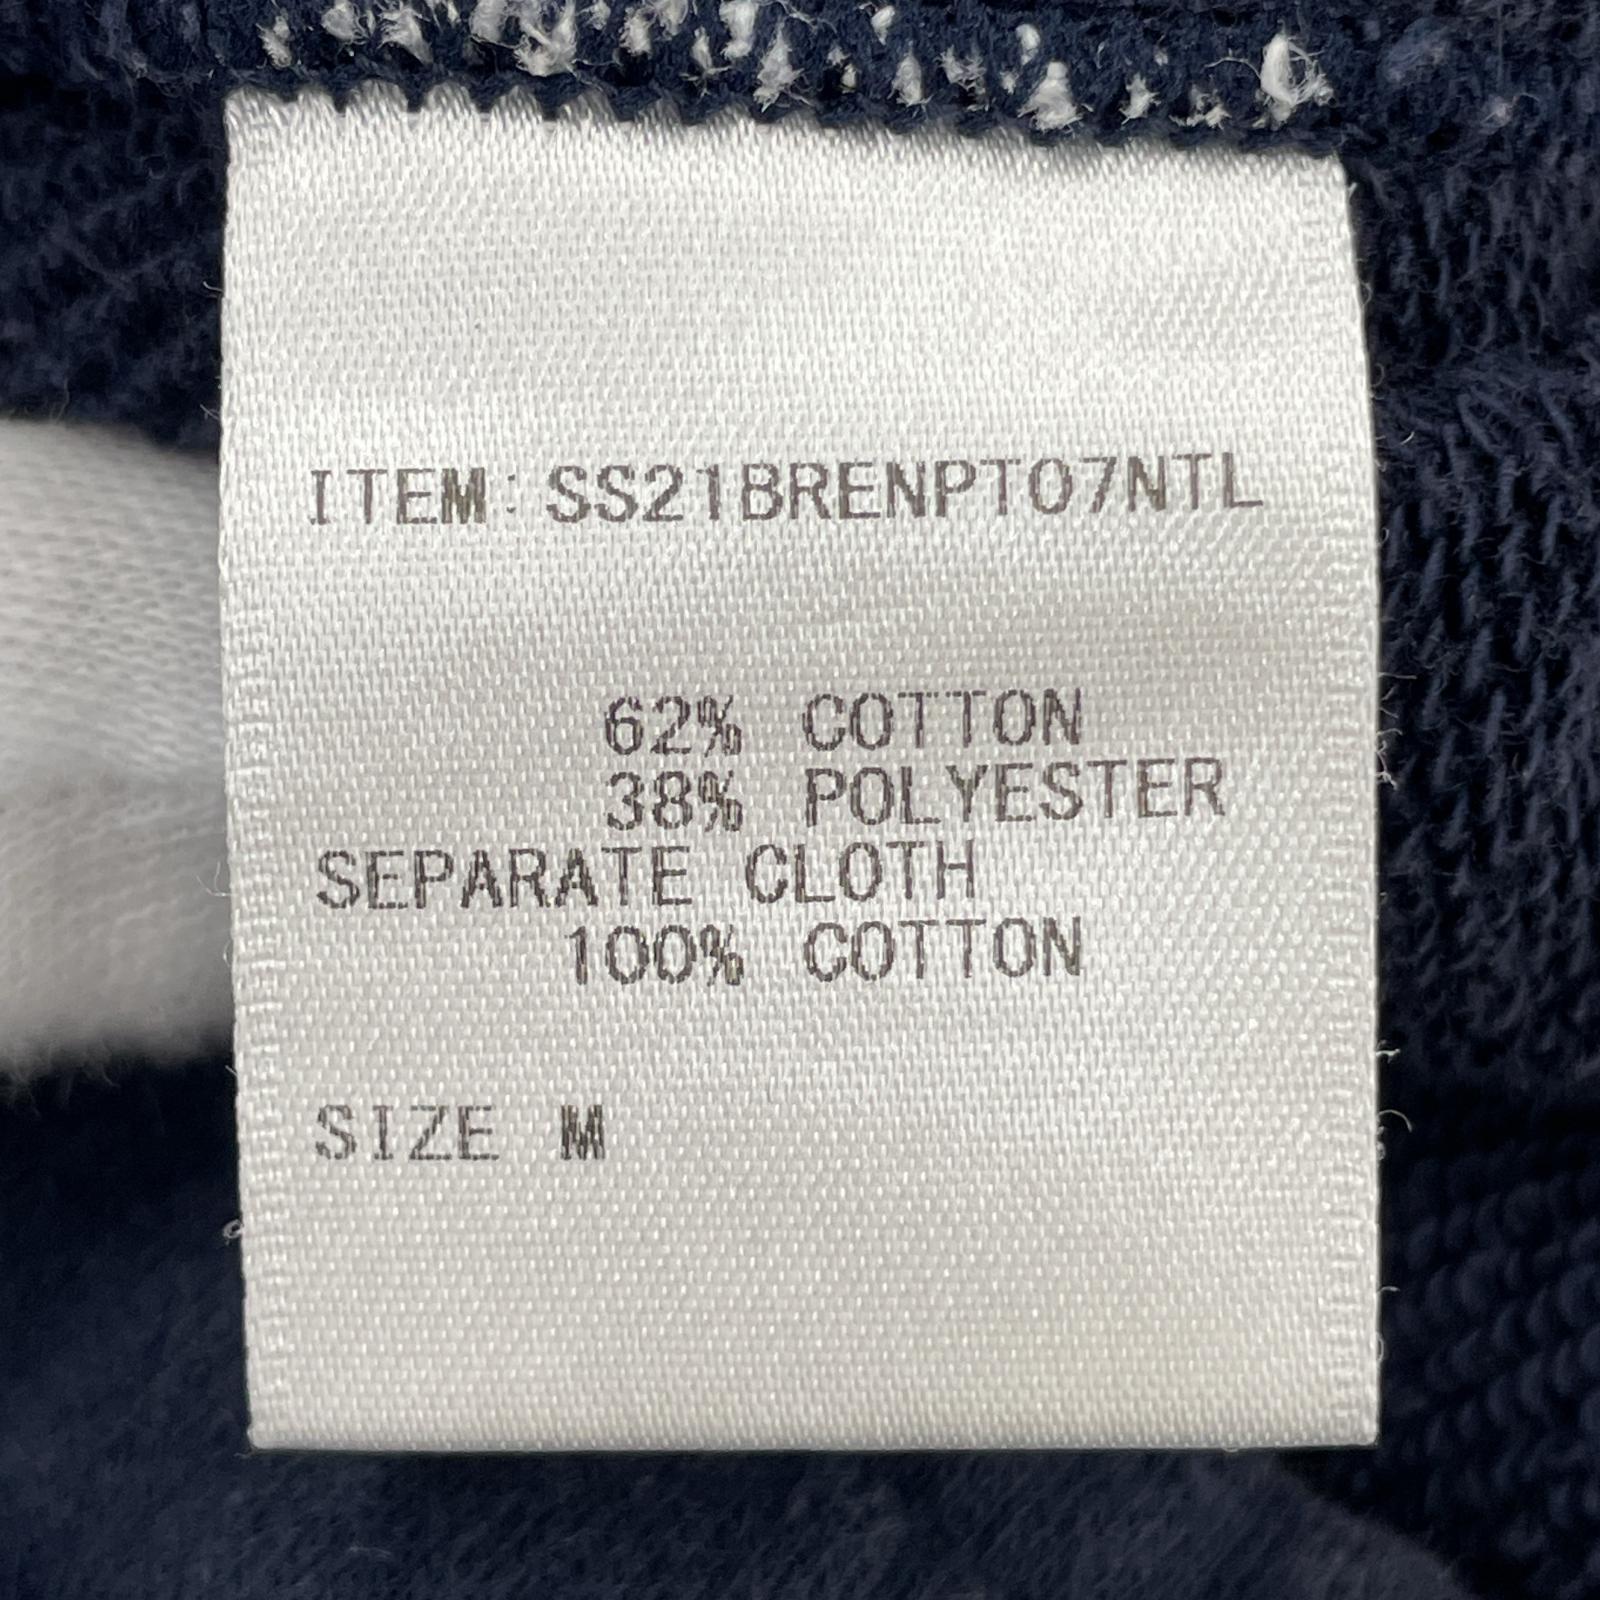 ITEM: SS21BRENPT07NTL
62% COTTON
38% POLYESTER
SEPARATE CLOTH
100% COTTON
SIZE M